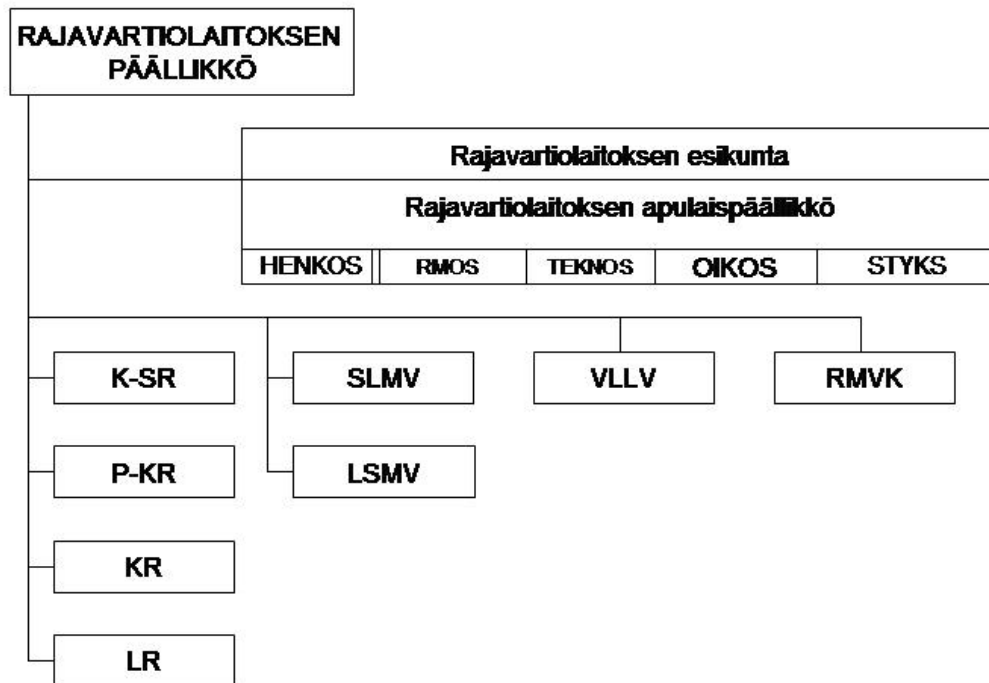 RAJAVARTIOLAITOKSEN
PÄÄLLIKKÖ
Rajavartiolaitoksen esikunta
Rajavartiolaitoksen apulaispäällikkö
HENKOS RMOS TEKNOS OIKOS STYKS
K-SR SLMV VLLV RMVK
P-KR LSMV
KR
LR